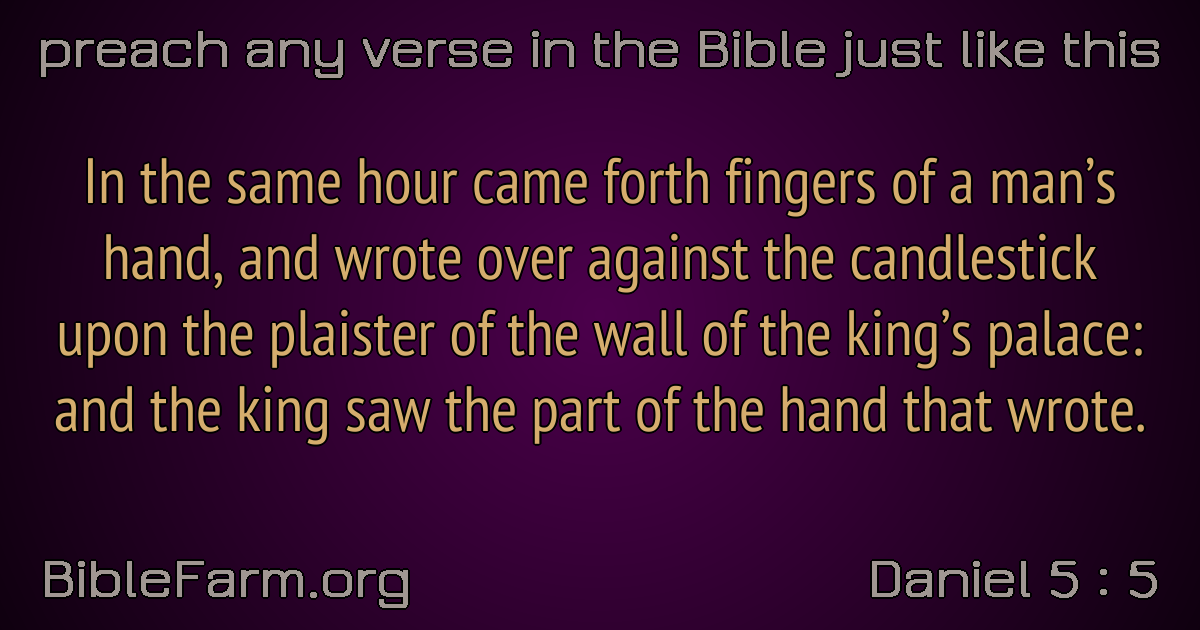 preach any verse in the Bible just like this
In the same hour came forth fingers of a man’s
hand, and wrote over against the candlestick
upon the plaister of the wall of the king’s palace:
and the king saw the part of the hand that wrote.
BibleFarm.org
Daniel 5 : 5